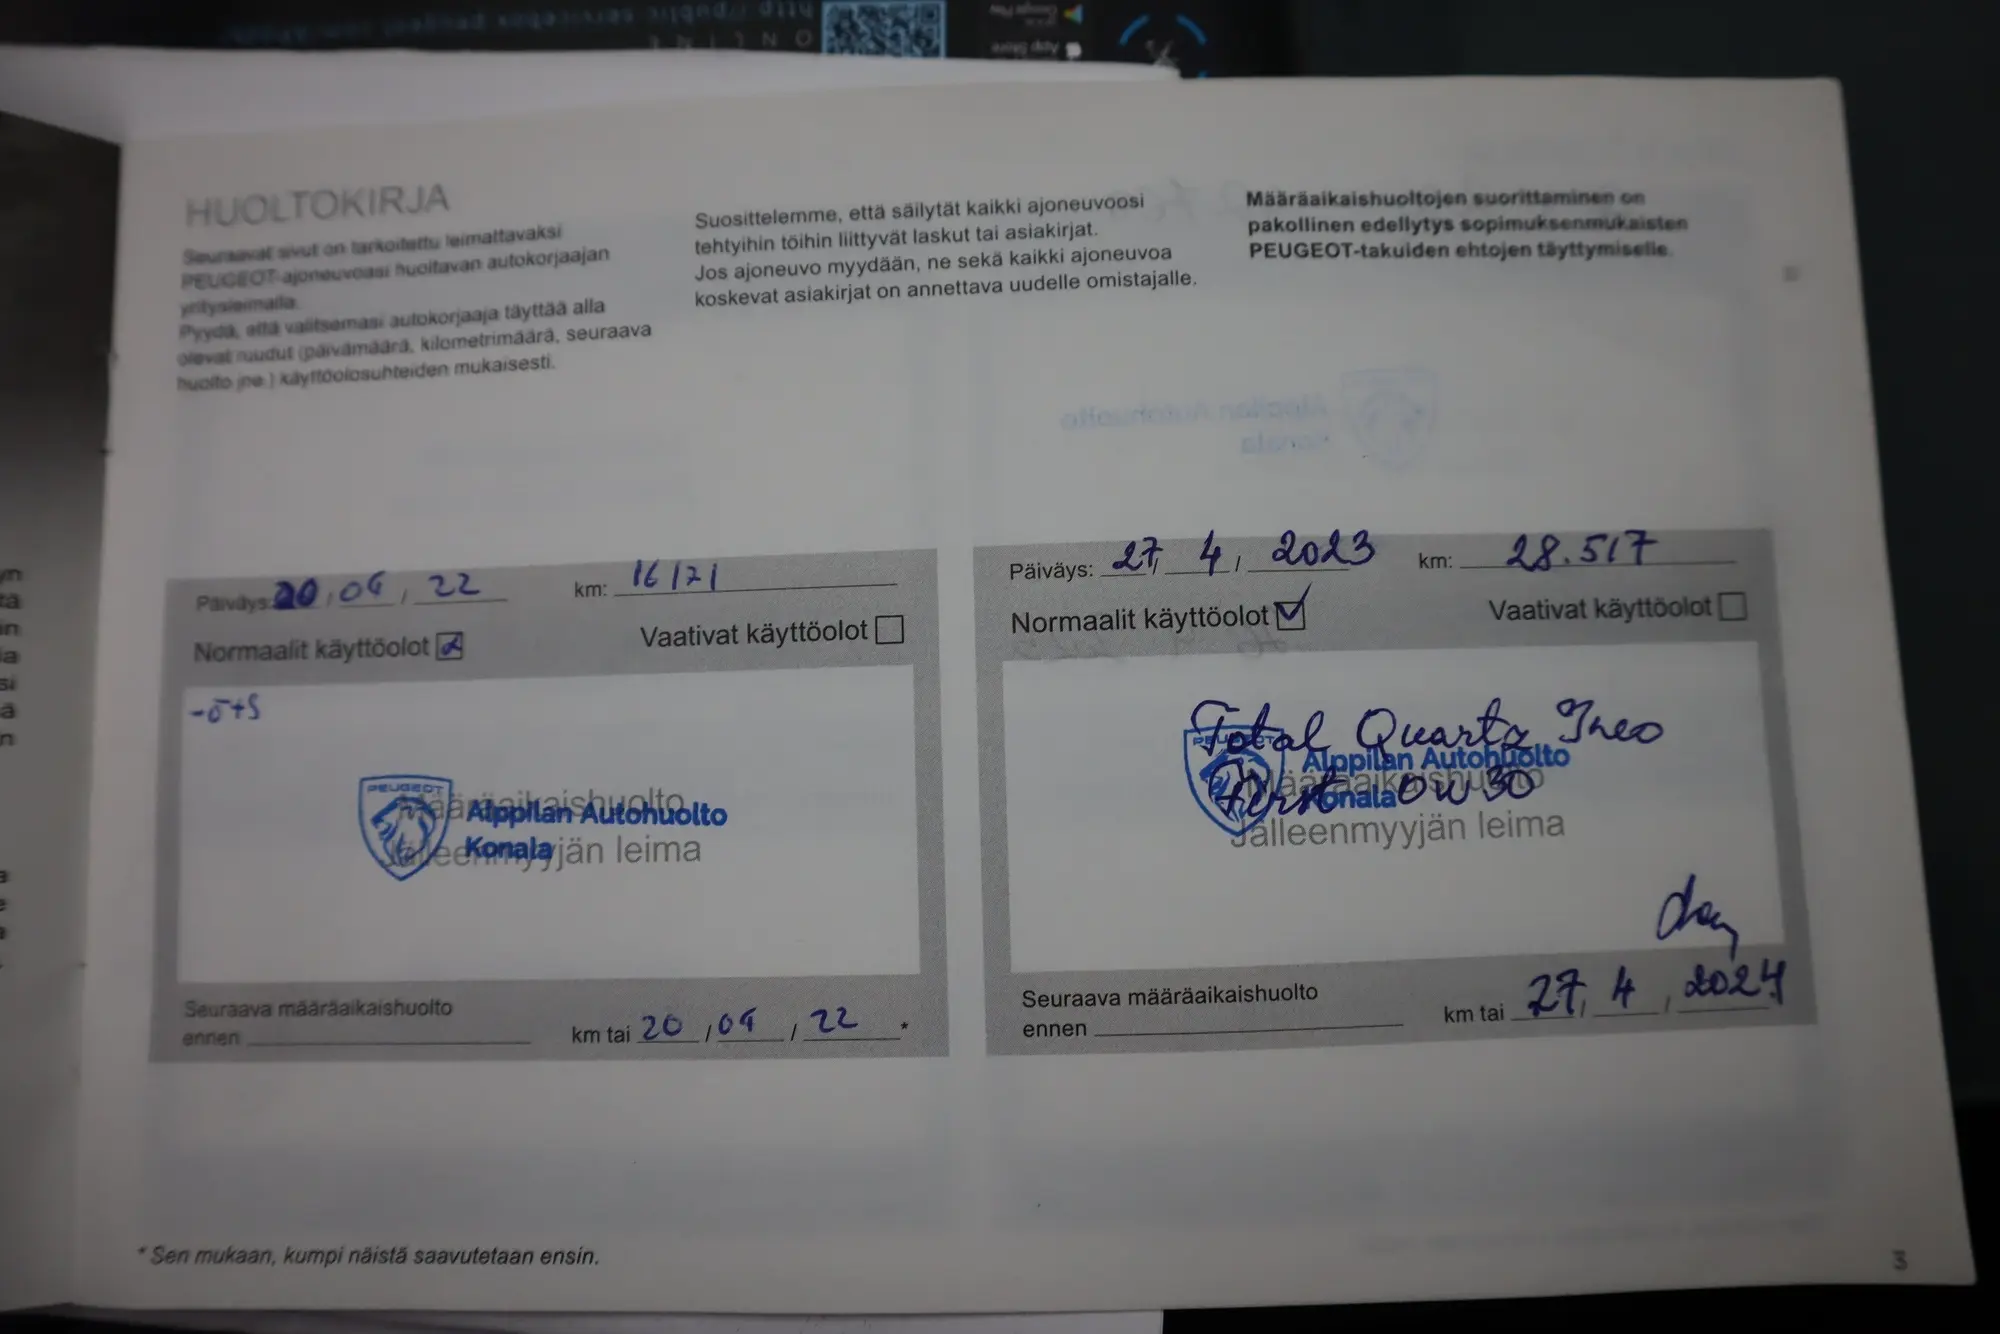 HUOLTOKIRJA
Seuraavat sivut on tarkoitettu leimattavaksi
PEUGEOT-ajoneuvoasi huoltavan autokorjaajan
yritysleimalla.
Pyydä, että valitsemasi autokorjaaja täyttää alla
olevat ruudut (päivämäärä, kilometrimäärä, seuraava
huolto jne.) käyttöolosuhteiden mukaisesti.
Suosittelemme, että säilytät kaikki ajoneuvoosi
tehtyihin töihin liittyvät laskut tai asiakirjat.
Jos ajoneuvo myydään, ne sekä kaikki ajoneuvoa
koskevat asiakirjat on annettava uudelle omistajalle.
Määräaikaishuoltojen suorittaminen on
pakollinen edellytys sopimuksenmukaisten
PEUGEOT-takuiden ehtojen täyttymiselle.
Päiväys: 20 / 09 / 22 km: 16121
Normaalit käyttöolot Vaativat käyttöolot
-ö+S
PEUGEOT
Määräaikaishuolto
Alppilan Autohuolto
Konala
Jälleenmyyjän leima
Seuraava määräaikaishuolto
ennen km tai 20 / 09 / 22 *
Päiväys: 27 / 4 / 2023 km: 28.517
Normaalit käyttöolot Vaativat käyttöolot
Total Quartz Ineo
PEUGEOT
Alppilan Autohuolto
Määräaikaishuolto
First 0W30
Konala
Jälleenmyyjän leima
Seuraava määräaikaishuolto
ennen km tai 27 / 4 / 2024
* Sen mukaan, kumpi näistä saavutetaan ensin.
3